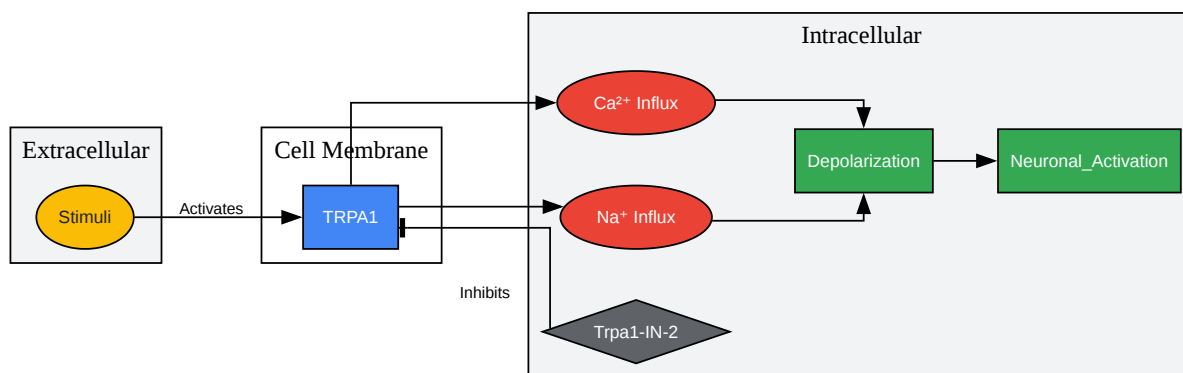 Intracellular
Ca²⁺ Influx
Extracellular
Cell Membrane
Depolarization
Neuronal_Activation
Stimuli
Activates
TRPA1
Na⁺ Influx
Inhibits
Trpa1-IN-2